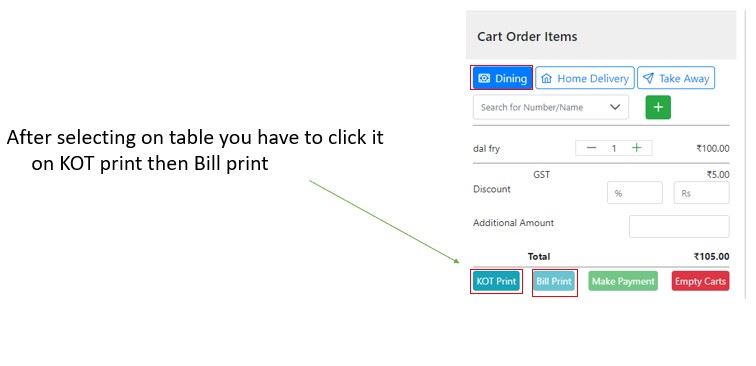 Cart Order Items
Dining Home Delivery Take Away
Search for Number/Name
After selecting on table you have to click it
on KOT print then Bill print
dal fry 1 ₹100.00
GST ₹5.00
Discount % Rs
Additional Amount
Total ₹105.00
KOT Print Bill Print Make Payment Empty Carts